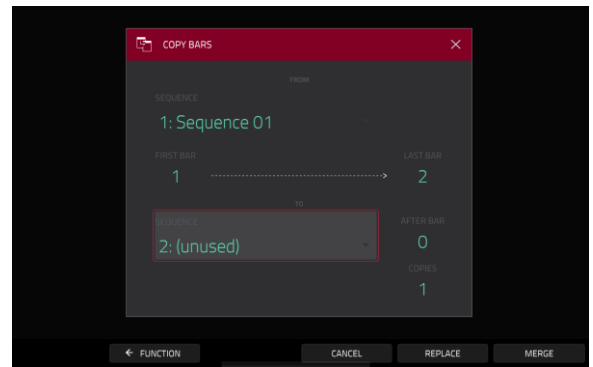 COPY BARS
FROM
SEQUENCE
1: Sequence 01
FIRST BAR LAST BAR
1 2
TO
SEQUENCE AFTER BAR
2: (unused) 0
COPIES
1
FUNCTION CANCEL REPLACE MERGE